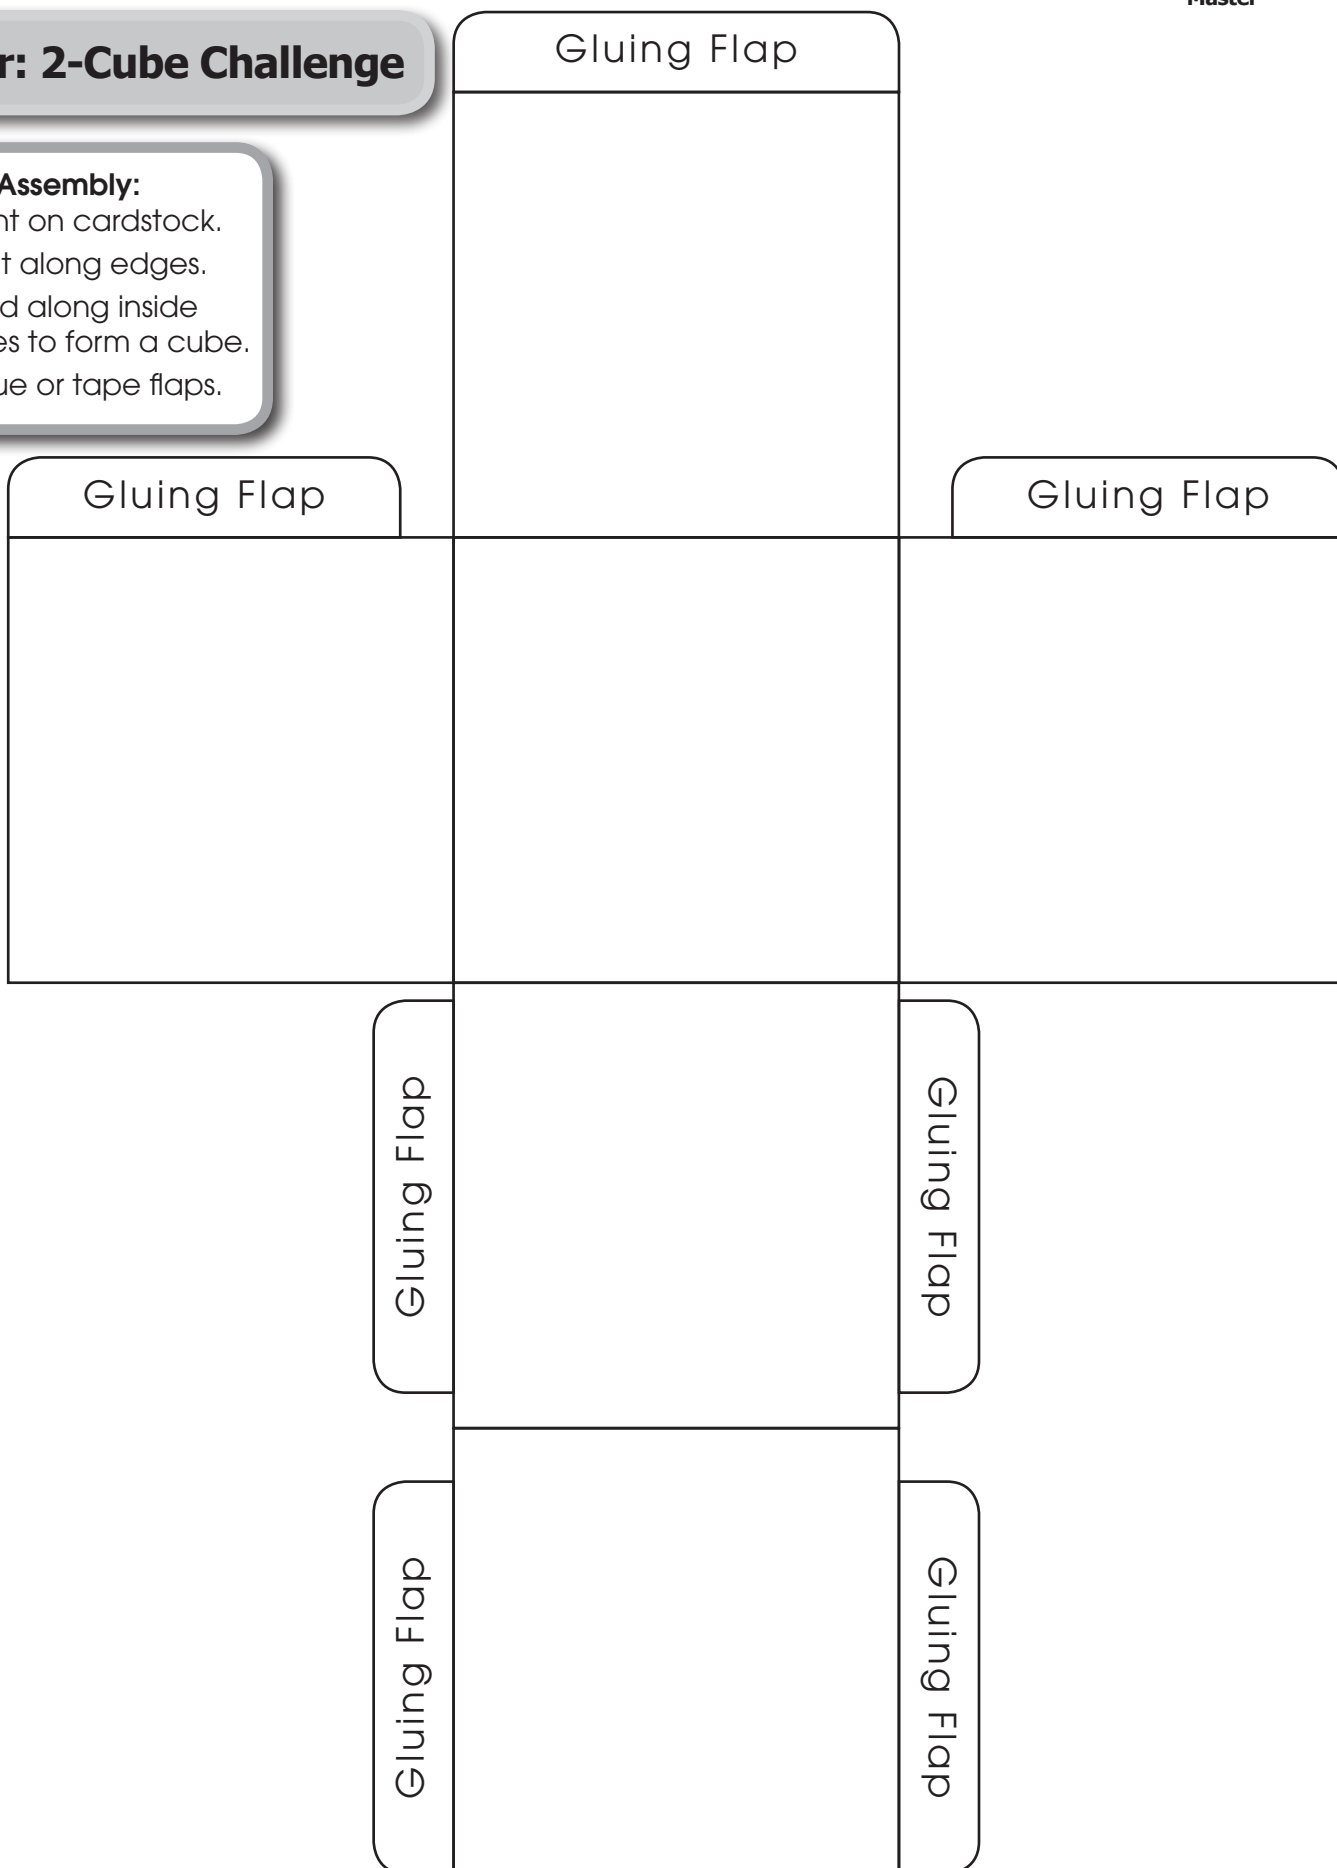 Master
r: 2-Cube Challenge
Gluing Flap
Assembly:
nt on cardstock.
t along edges.
d along inside
es to form a cube.
ue or tape flaps.
Gluing Flap
Gluing Flap
Gluing Flap
Gluing Flap
Gluing Flap
Gluing Flap